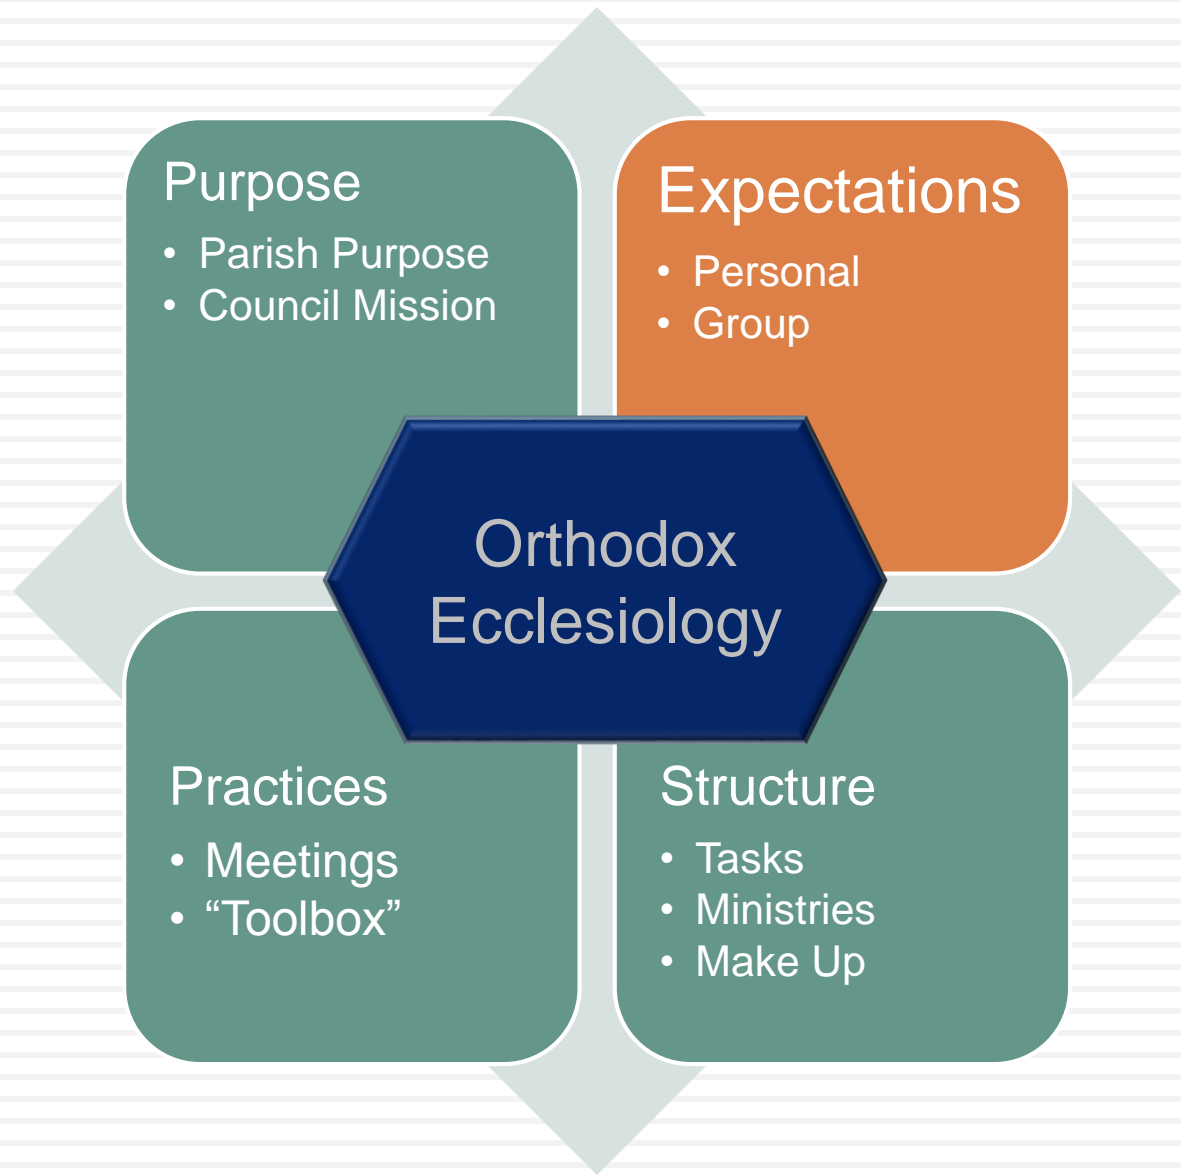 Purpose
• Parish Purpose
• Council Mission
Expectations
• Personal
• Group
Orthodox
Ecclesiology
Practices
• Meetings
• “Toolbox”
Structure
• Tasks
• Ministries
• Make Up